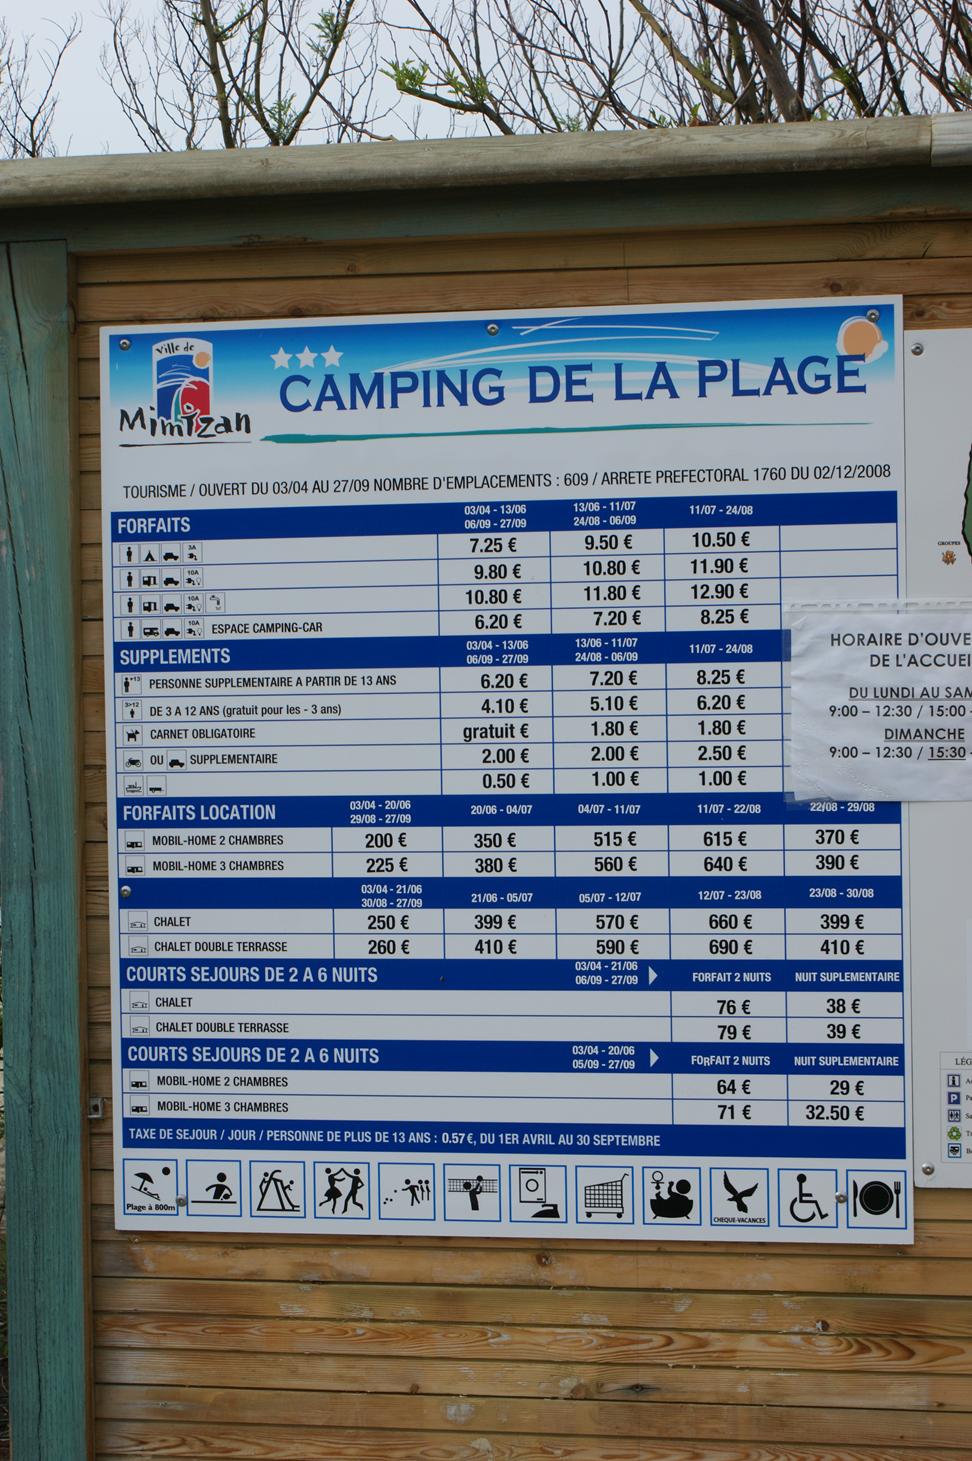 Ville de
Mimizan
CAMPING DE LA PLAGE
TOURISME / OUVERT DU 03/04 AU 27/09 NOMBRE D'EMPLACEMENTS : 609 / ARRETE PREFECTORAL 1760 DU 02/12/2008
FORFAITS 03/04 - 13/06 13/06 - 11/07 11/07 - 24/08
06/09 - 27/09 24/08 - 06/09
3A 7.25 € 9.50 € 10.50 €
10A 9.80 € 10.80 € 11.90 €
10A 10.80 € 11.80 € 12.90 €
10A ESPACE CAMPING-CAR 6.20 € 7.20 € 8.25 €
SUPPLEMENTS 03/04 - 13/06 13/06 - 11/07 11/07 - 24/08
06/09 - 27/09 24/08 - 06/09
+13 PERSONNE SUPPLEMENTAIRE A PARTIR DE 13 ANS 6.20 € 7.20 € 8.25 €
3>12 DE 3 A 12 ANS (gratuit pour les - 3 ans) 4.10 € 5.10 € 6.20 €
CARNET OBLIGATOIRE gratuit € 1.80 € 1.80 €
OU SUPPLEMENTAIRE 2.00 € 2.00 € 2.50 €
0.50 € 1.00 € 1.00 €
FORFAITS LOCATION 03/04 - 20/06 20/06 - 04/07 04/07 - 11/07 11/07 - 22/08 22/08 - 29/08
29/08 - 27/09
MOBIL-HOME 2 CHAMBRES 200 € 350 € 515 € 615 € 370 €
MOBIL-HOME 3 CHAMBRES 225 € 380 € 560 € 640 € 390 €
03/04 - 21/06 21/06 - 05/07 05/07 - 12/07 12/07 - 23/08 23/08 - 30/08
30/08 - 27/09
CHALET 250 € 399 € 570 € 660 € 399 €
CHALET DOUBLE TERRASSE 260 € 410 € 590 € 690 € 410 €
COURTS SEJOURS DE 2 A 6 NUITS 03/04 - 21/06 FORFAIT 2 NUITS NUIT SUPLEMENTAIRE
06/09 - 27/09
CHALET 76 € 38 €
CHALET DOUBLE TERRASSE 79 € 39 €
COURTS SEJOURS DE 2 A 6 NUITS 03/04 - 20/06 FORFAIT 2 NUITS NUIT SUPLEMENTAIRE
05/09 - 27/09
MOBIL-HOME 2 CHAMBRES 64 € 29 €
MOBIL-HOME 3 CHAMBRES 71 € 32.50 €
TAXE DE SEJOUR / JOUR / PERSONNE DE PLUS DE 13 ANS : 0.57 €, DU 1ER AVRIL AU 30 SEPTEMBRE
Plage à 800m
CHEQUE-VACANCES
GROUPES
HORAIRE D'OUVE
DE L'ACCUEI
DU LUNDI AU SAM
9:00 – 12:30 / 15:00 -
DIMANCHE
9:00 – 12:30 / 15:30 -
LÉG